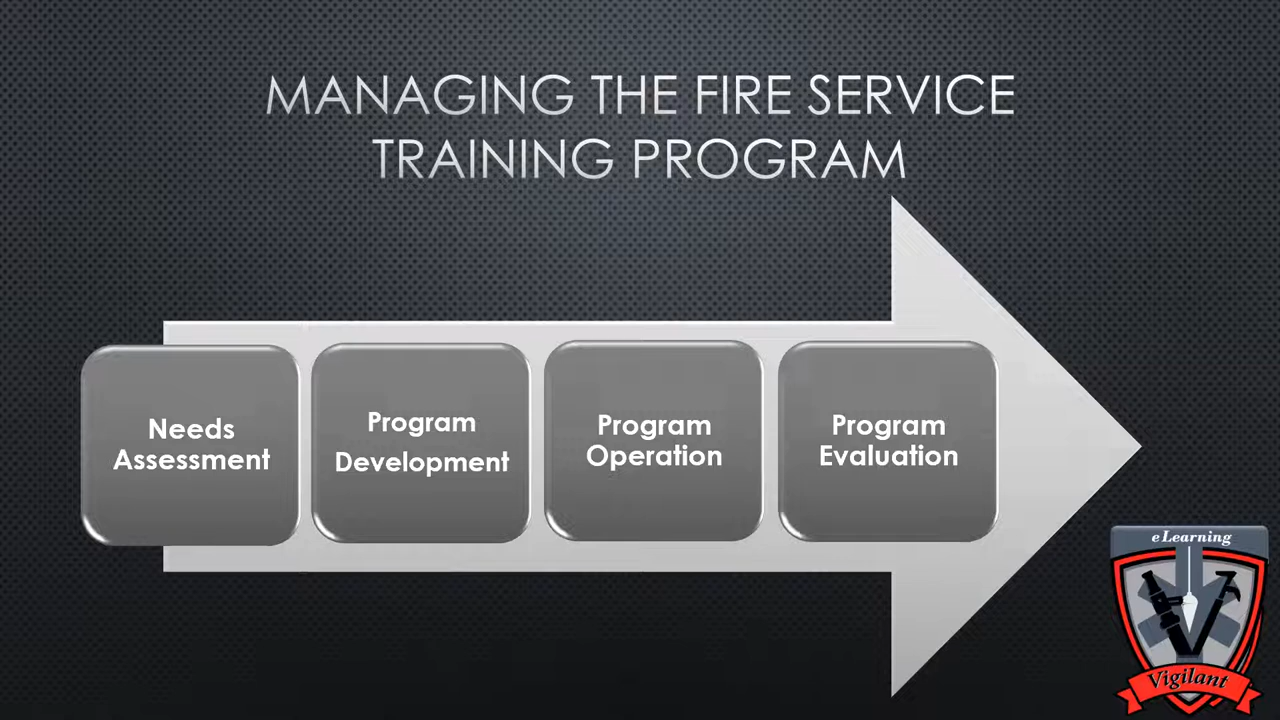 MANAGING THE FIRE SERVICE
TRAINING PROGRAM
Needs
Assessment
Program
Development
Program
Operation
Program
Evaluation
eLearning
V
Vigilant